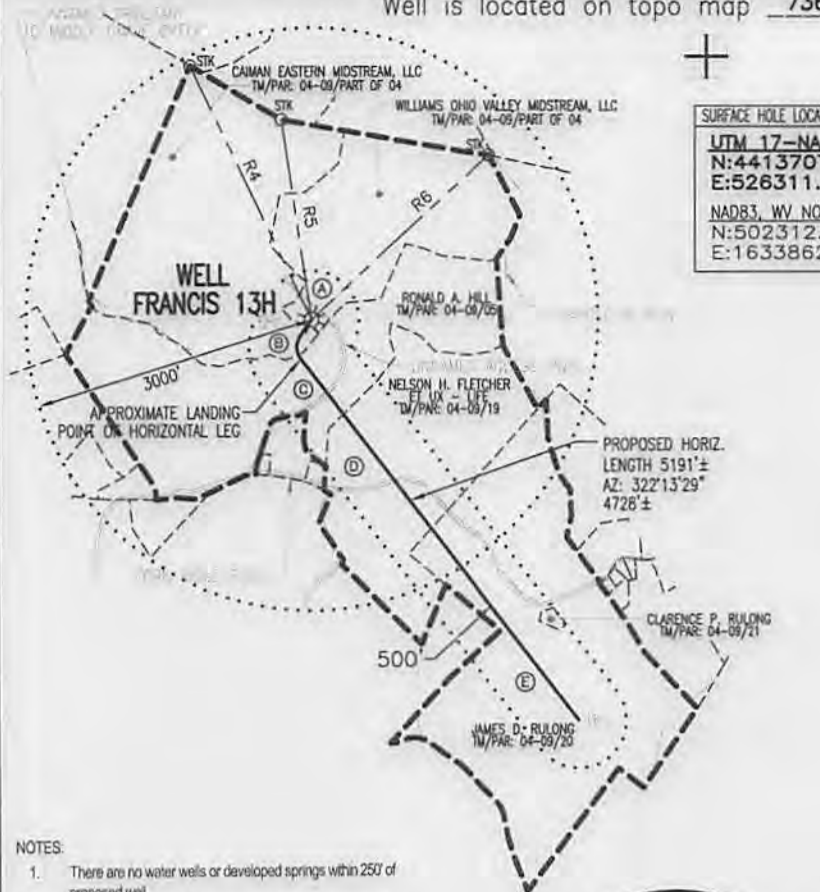 Well is located on topo map 736
STK
CAIMAN EASTERN MIDSTREAM, LLC
TM/PAR: 04-09/PART OF 04
STK
WILLIAMS OHIO VALLEY MIDSTREAM, LLC
TM/PAR: 04-09/PART OF 04
STK
SURFACE HOLE LOCA
UTM 17-NA
N:4413707
E:526311.
NAD83, WV NO
N:502312.
E:1633862
R4
R5
R6
WELL
FRANCIS 13H
A
RONALD A. HILL
TM/PAR: 04-09/05
B
3000'
C
NELSON H. FLETCHER
ET UX - LIFE
TM/PAR: 04-09/19
APPROXIMATE LANDING
POINT OF HORIZONTAL LEG
D
PROPOSED HORIZ.
LENGTH 5191'±
AZ: 322°13'29"
4728'±
CLARENCE P. RULONG
TM/PAR: 04-09/21
500'
E
JAMES D. RULONG
TM/PAR: 04-09/20
NOTES:
1. There are no water wells or developed springs within 250' of
proposed well